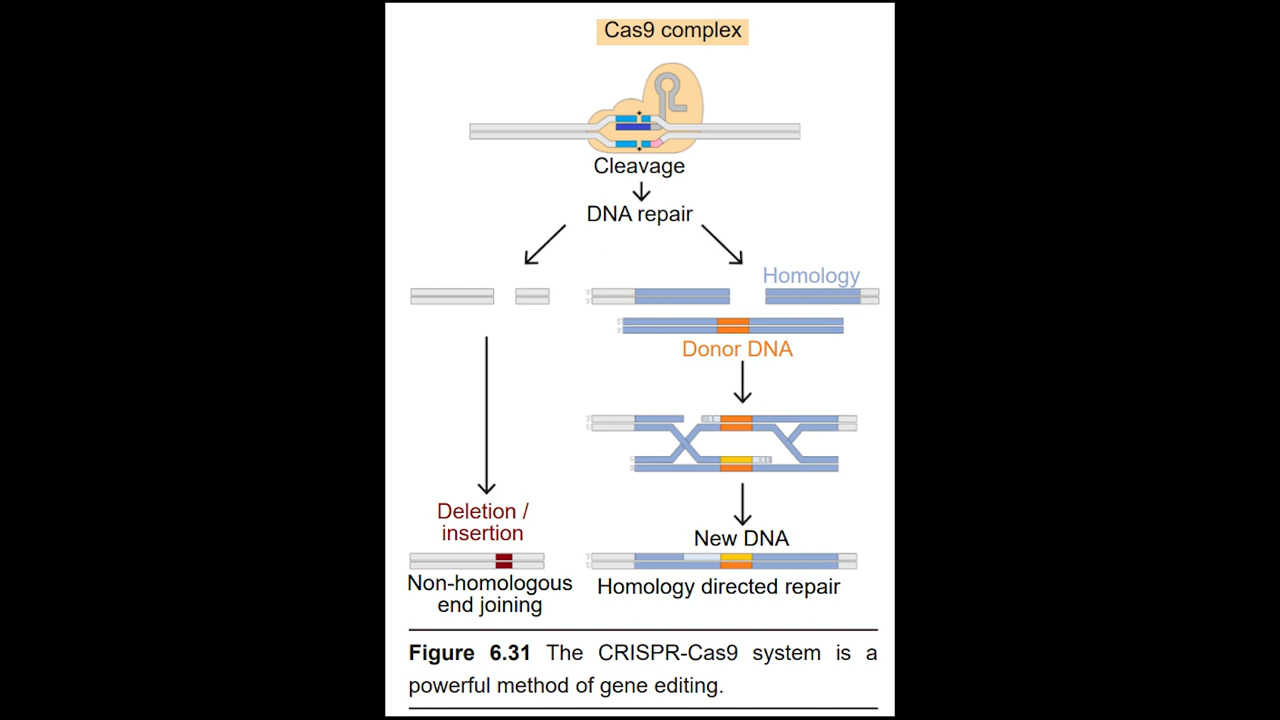 Cas9 complex
Cleavage
DNA repair
Homology
Donor DNA
Deletion /
insertion
New DNA
Non-homologous
end joining
Homology directed repair
Figure 6.31 The CRISPR-Cas9 system is a
powerful method of gene editing.